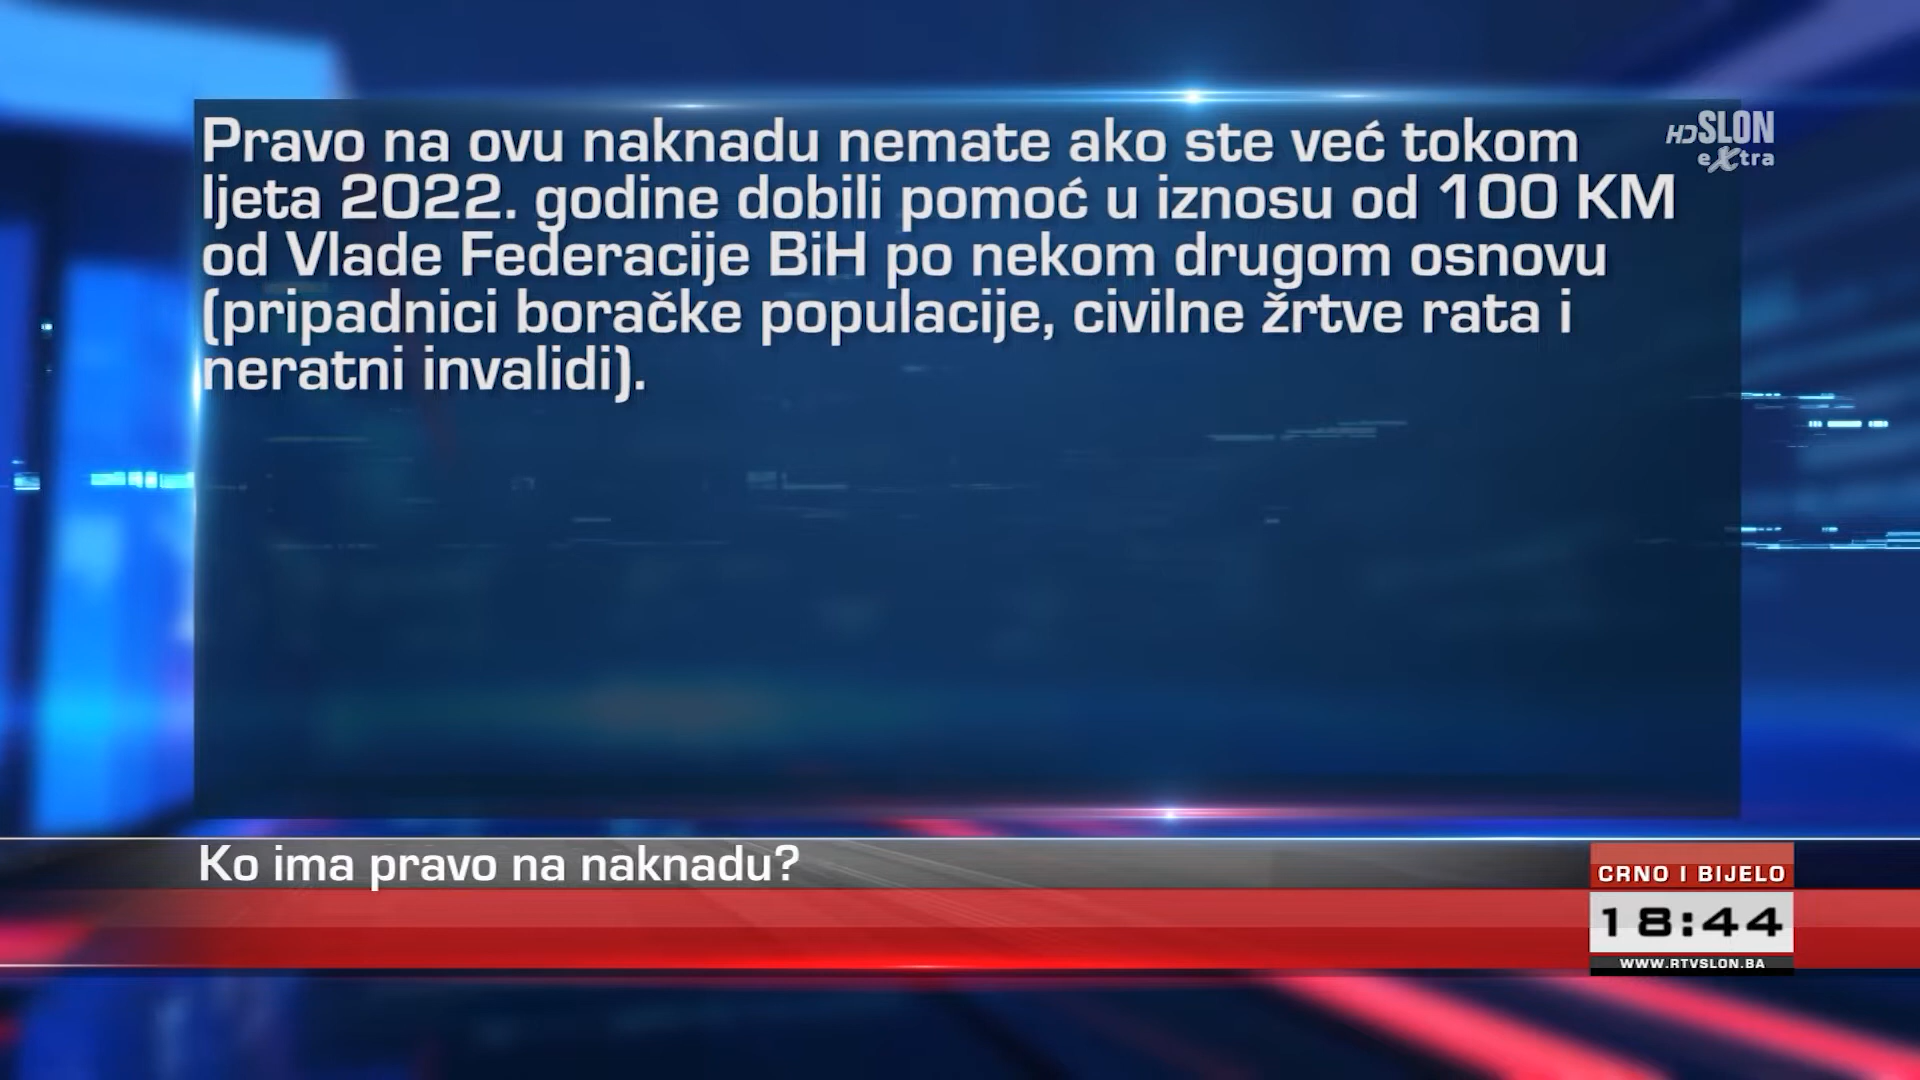 Pravo na ovu naknadu nemate ako ste već tokom
ljeta 2022. godine dobili pomoć u iznosu od 100 KM
od Vlade Federacije BiH po nekom drugom osnovu
(pripadnici boračke populacije, civilne žrtve rata i
neratni invalidi).
HD SLON
eXtra
Ko ima pravo na naknadu?
CRNO I BIJELO
18:44
WWW.RTVSLON.BA